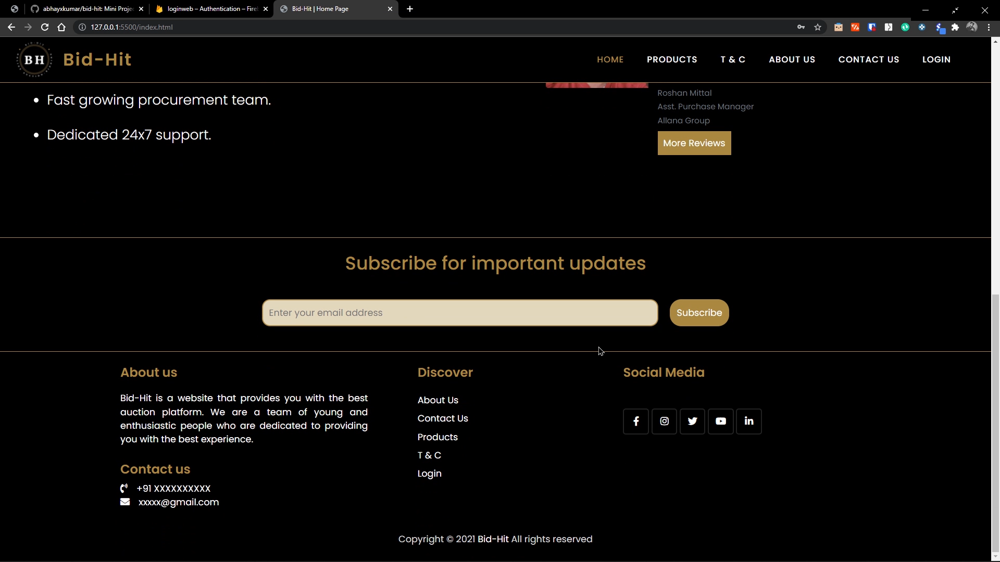 abhayxkumar/bid-hit: Mini Proje
loginweb – Authentication – Fire
Bid-Hit | Home Page
127.0.0.1:5500/index.html
BH
Bid-Hit
HOME
PRODUCTS
T & C
ABOUT US
CONTACT US
LOGIN
• Fast growing procurement team.
• Dedicated 24x7 support.
Roshan Mittal
Asst. Purchase Manager
Allana Group
More Reviews
Subscribe for important updates
Enter your email address
Subscribe
About us
Bid-Hit is a website that provides you with the best
auction platform. We are a team of young and
enthusiastic people who are dedicated to providing
you with the best experience.
Contact us
+91 XXXXXXXXXX
xxxxx@gmail.com
Discover
About Us
Contact Us
Products
T & C
Login
Social Media
Copyright © 2021 Bid-Hit All rights reserved